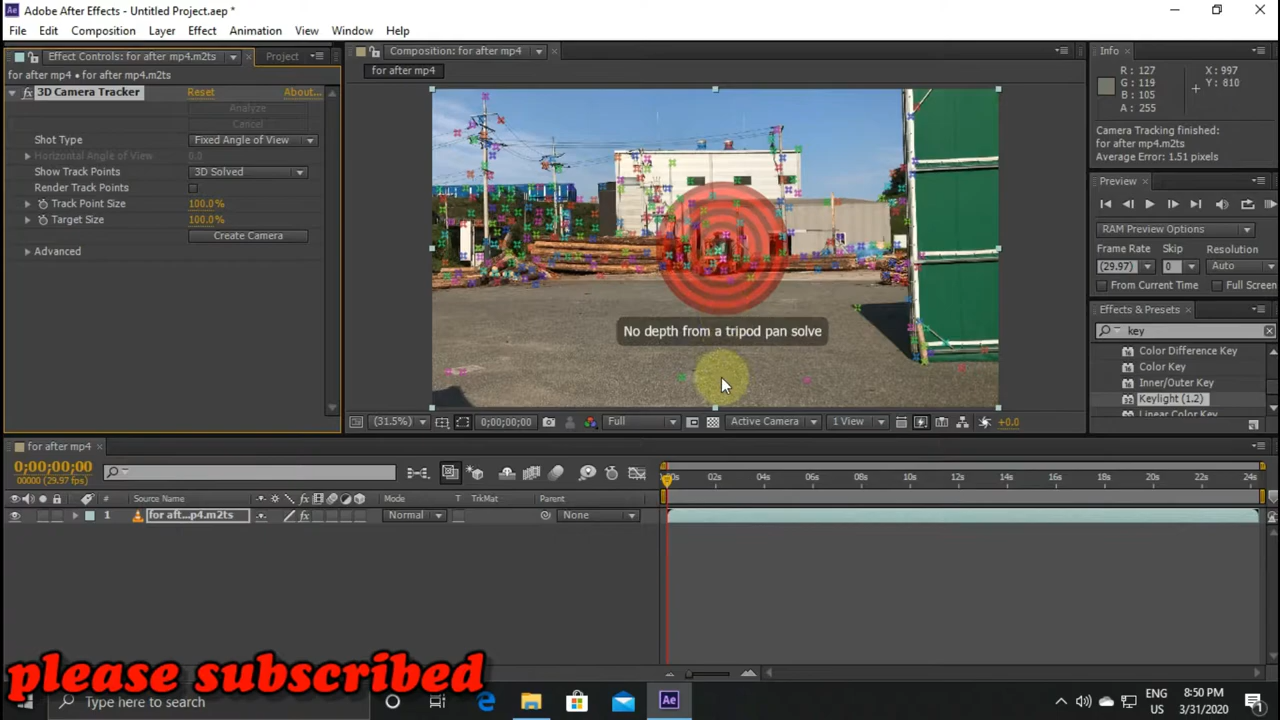 Adobe After Effects - Untitled Project.aep *
File Edit Composition Layer Effect Animation View Window Help
Effect Controls: for after mp4.m2ts Project
for after mp4 • for after mp4.m2ts
3D Camera Tracker Reset About...
Analyze
Cancel
Shot Type Fixed Angle of View
Horizontal Angle of View 0.0
Show Track Points 3D Solved
Render Track Points
Track Point Size 100.0%
Target Size 100.0%
Create Camera
Advanced
Composition: for after mp4
for after mp4
No depth from a tripod pan solve
(31.5%) 0;00;00;00 Full Active Camera 1 View +0.0
Info
R: 127 X: 997
G: 119 Y: 810
B: 105
A: 255
Camera Tracking finished:
for after mp4.m2ts
Average Error: 1.51 pixels
Preview
RAM Preview Options
Frame Rate Skip Resolution
(29.97) 0 Auto
From Current Time Full Screen
Effects & Presets
key
Color Difference Key
Color Key
Inner/Outer Key
Keylight (1.2)
Linear Color Key
for after mp4
0;00;00;00
00000 (29.97 fps)
02s 04s 06s 08s 10s 12s 14s 16s 18s 20s 22s 24s
# Source Name Mode T TrkMat Parent
1 for aft...p4.m2ts Normal None
please subscribed
Type here to search
ENG
US
8:50 PM
3/31/2020